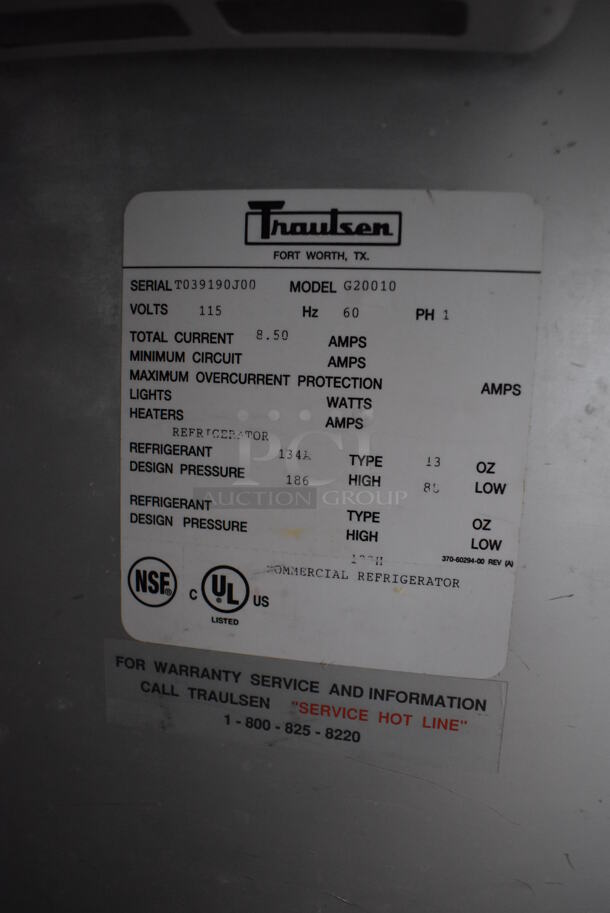 Traulsen
FORT WORTH, TX.
SERIAL T039190J00 MODEL G20010
VOLTS 115 Hz 60 PH 1
TOTAL CURRENT 8.50 AMPS
MINIMUM CIRCUIT AMPS
MAXIMUM OVERCURRENT PROTECTION AMPS
LIGHTS WATTS
HEATERS AMPS
REFRIGERATOR
REFRIGERANT 134A TYPE 13 OZ
DESIGN PRESSURE 186 HIGH LOW
PCI
AUCTION GROUP
REFRIGERANT TYPE OZ
DESIGN PRESSURE HIGH LOW
370-60294-00 REV (A)
COMMERCIAL REFRIGERATOR
NSF® C UL® US
LISTED
FOR WARRANTY SERVICE AND INFORMATION
CALL TRAULSEN "SERVICE HOT LINE"
1-800-825-8220